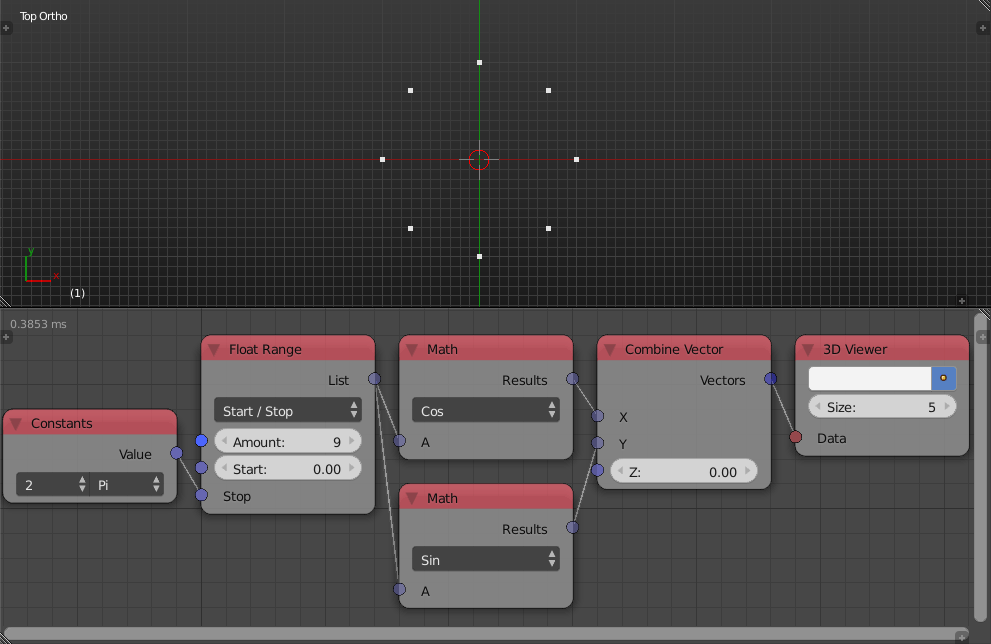 Top Ortho
y
x
(1)
0.3853 ms
Constants
Value
2 Pi
Float Range
List
Start / Stop
Amount: 9
Start: 0.00
Stop
Math
Results
Cos
A
Math
Results
Sin
A
Combine Vector
Vectors
X
Y
Z: 0.00
3D Viewer
Size: 5
Data